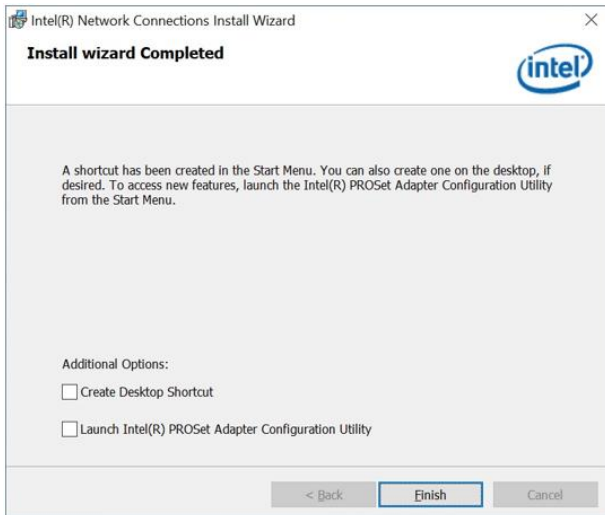 Intel(R) Network Connections Install Wizard
Install wizard Completed
intel
A shortcut has been created in the Start Menu. You can also create one on the desktop, if
desired. To access new features, launch the Intel(R) PROSet Adapter Configuration Utility
from the Start Menu.
Additional Options:
Create Desktop Shortcut
Launch Intel(R) PROSet Adapter Configuration Utility
< Back
Finish
Cancel